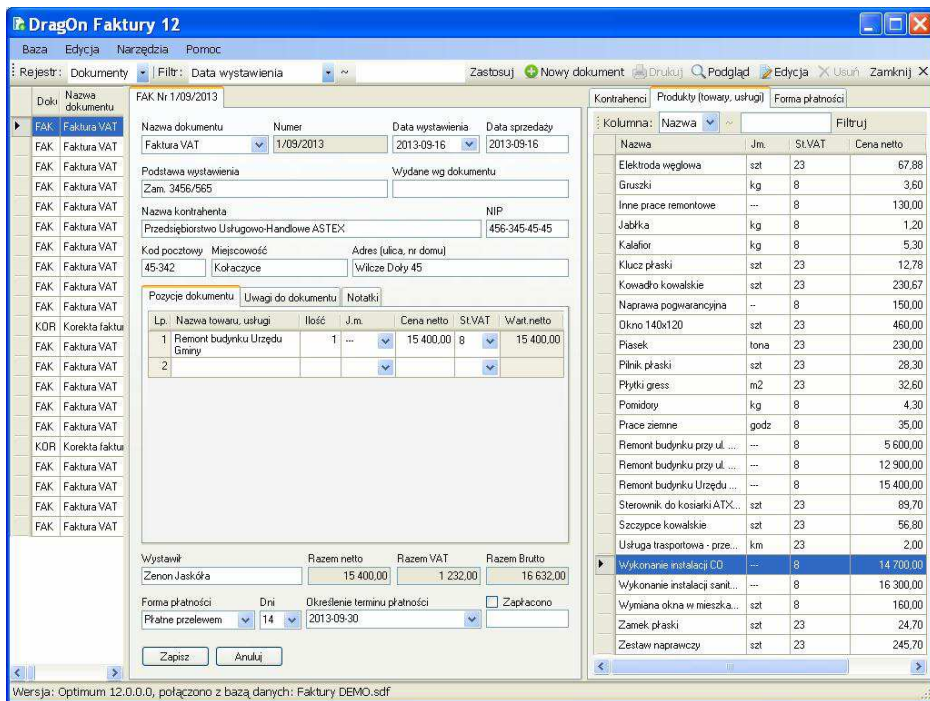 DragOn Faktury 12
Baza Edycja Narzędzia Pomoc
Rejestr: Dokumenty Filtr: Data wystawienia ~ Zastosuj Nowy dokument Drukuj Podgląd Edycja Usuń Zamknij X
Doku Nazwa dokumentu
FAK Faktura VAT
FAK Faktura VAT
FAK Faktura VAT
FAK Faktura VAT
FAK Faktura VAT
FAK Faktura VAT
FAK Faktura VAT
FAK Faktura VAT
FAK Faktura VAT
FAK Faktura VAT
KOR Korekta faktur
FAK Faktura VAT
FAK Faktura VAT
FAK Faktura VAT
FAK Faktura VAT
FAK Faktura VAT
KOR Korekta faktur
FAK Faktura VAT
FAK Faktura VAT
FAK Faktura VAT
FAK Faktura VAT
FAK Nr 1/09/2013
Nazwa dokumentu Numer Data wystawienia Data sprzedaży
Faktura VAT 1/09/2013 2013-09-16 2013-09-16
Podstawa wystawienia Wydane wg dokumentu
Zam. 3456/565
Nazwa kontrahenta NIP
Przedsiębiorstwo Usługowo-Handlowe ASTEX 456-345-45-45
Kod pocztowy Miejscowość Adres (ulica, nr domu)
45-342 Kołaczyce Wilcze Doły 45
Pozycje dokumentu Uwagi do dokumentu Notatki
Lp. Nazwa towaru, usługi Ilość J.m. Cena netto St.VAT Wart.netto
1 Remont budynku Urzędu Gminy 1 --- 15 400,00 8 15 400,00
2
Wystawił Razem netto Razem VAT Razem Brutto
Zenon Jaskóła 15 400,00 1 232,00 16 632,00
Forma płatności Dni Określenie terminu płatności Zapłacono
Płatne przelewem 14 2013-09-30
Zapisz Anuluj
Kontrahenci Produkty (towary, usługi) Forma płatności
Kolumna: Nazwa ~ Filtruj
Nazwa Jm. St.VAT Cena netto
Elektroda węglowa szt 23 67,88
Gruszki kg 8 3,60
Inne prace remontowe --- 8 130,00
Jabłka kg 8 1,20
Kalafior kg 8 5,30
Klucz płaski szt 23 12,78
Kowadło kowalskie szt 23 230,67
Naprawa pogwarancyjna -- 8 150,00
Okno 140x120 szt 23 460,00
Piasek tona 23 230,00
Pilnik płaski szt 23 28,30
Płytki gress m2 23 32,60
Pomidory kg 8 4,30
Prace ziemne godz 8 35,00
Remont budynku przy ul. ... --- 8 5 600,00
Remont budynku przy ul. ... --- 8 12 900,00
Remont budynku Urzędu ... --- 8 15 400,00
Sterownik do kosiarki ATX... szt 23 89,70
Szczypce kowalskie szt 23 56,80
Usługa trasportowa - prze... km 23 2,00
Wykonanie instalacji CO --- 8 14 700,00
Wykonanie instalacji sanit... --- 8 16 300,00
Wymiana okna w mieszka... szt 8 160,00
Zamek płaski szt 23 24,70
Zestaw naprawczy szt 23 245,70
Wersja: Optimum 12.0.0.0, połączono z bazą danych: Faktury DEMO.sdf